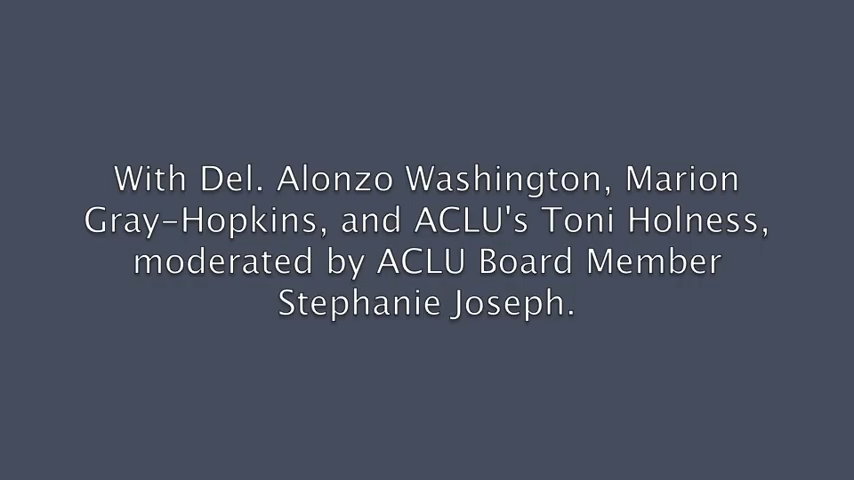 With Del. Alonzo Washington, Marion
Gray-Hopkins, and ACLU's Toni Holness,
moderated by ACLU Board Member
Stephanie Joseph.